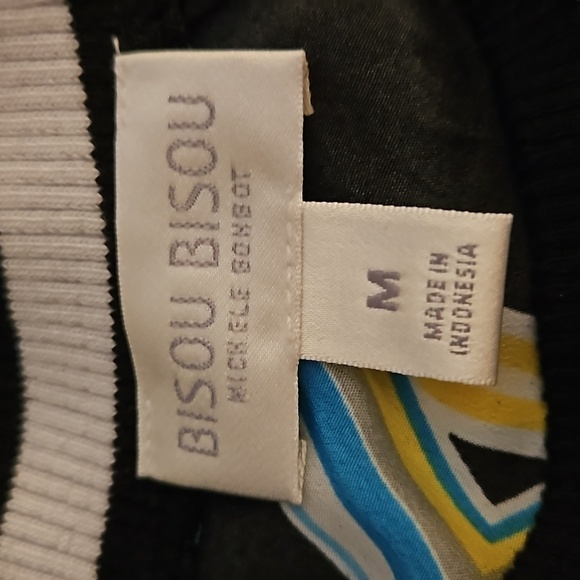 BISOU BISOU
MICHELE BOHBOT
M
MADE IN
INDONESIA